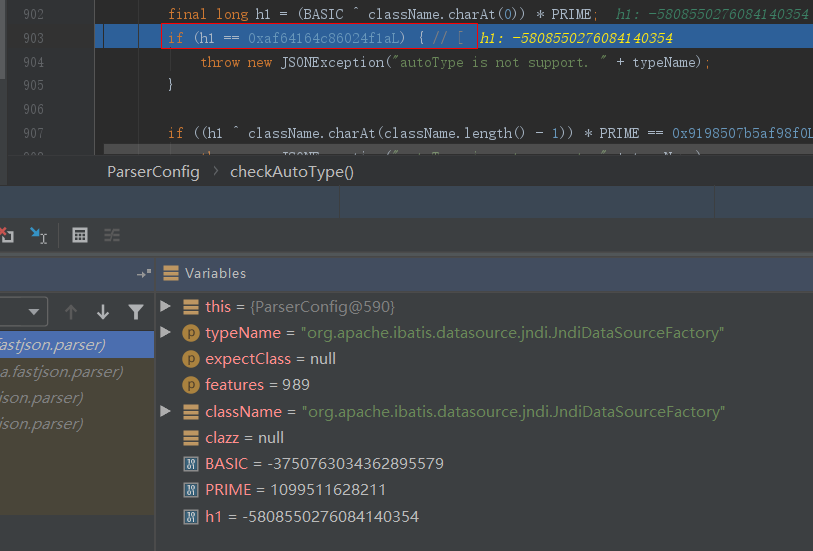 902 final long h1 = (BASIC ^ className.charAt(0)) * PRIME; h1: -5808550276084140354
903 if (h1 == 0xaf64164c86024f1aL) { // [ h1: -5808550276084140354
904 throw new JSONException("autoType is not support. " + typeName);
905 }
906
907 if ((h1 ^ className.charAt(className.length() - 1)) * PRIME == 0x9198507b5af98f0L
ParserConfig > checkAutoType()
Variables
this = {ParserConfig@590}
fastjson.parser)
typeName = "org.apache.ibatis.datasource.jndi.JndiDataSourceFactory"
a.fastjson.parser)
expectClass = null
json.parser)
features = 989
json.parser)
className = "org.apache.ibatis.datasource.jndi.JndiDataSourceFactory"
clazz = null
BASIC = -3750763034362895579
PRIME = 1099511628211
h1 = -5808550276084140354